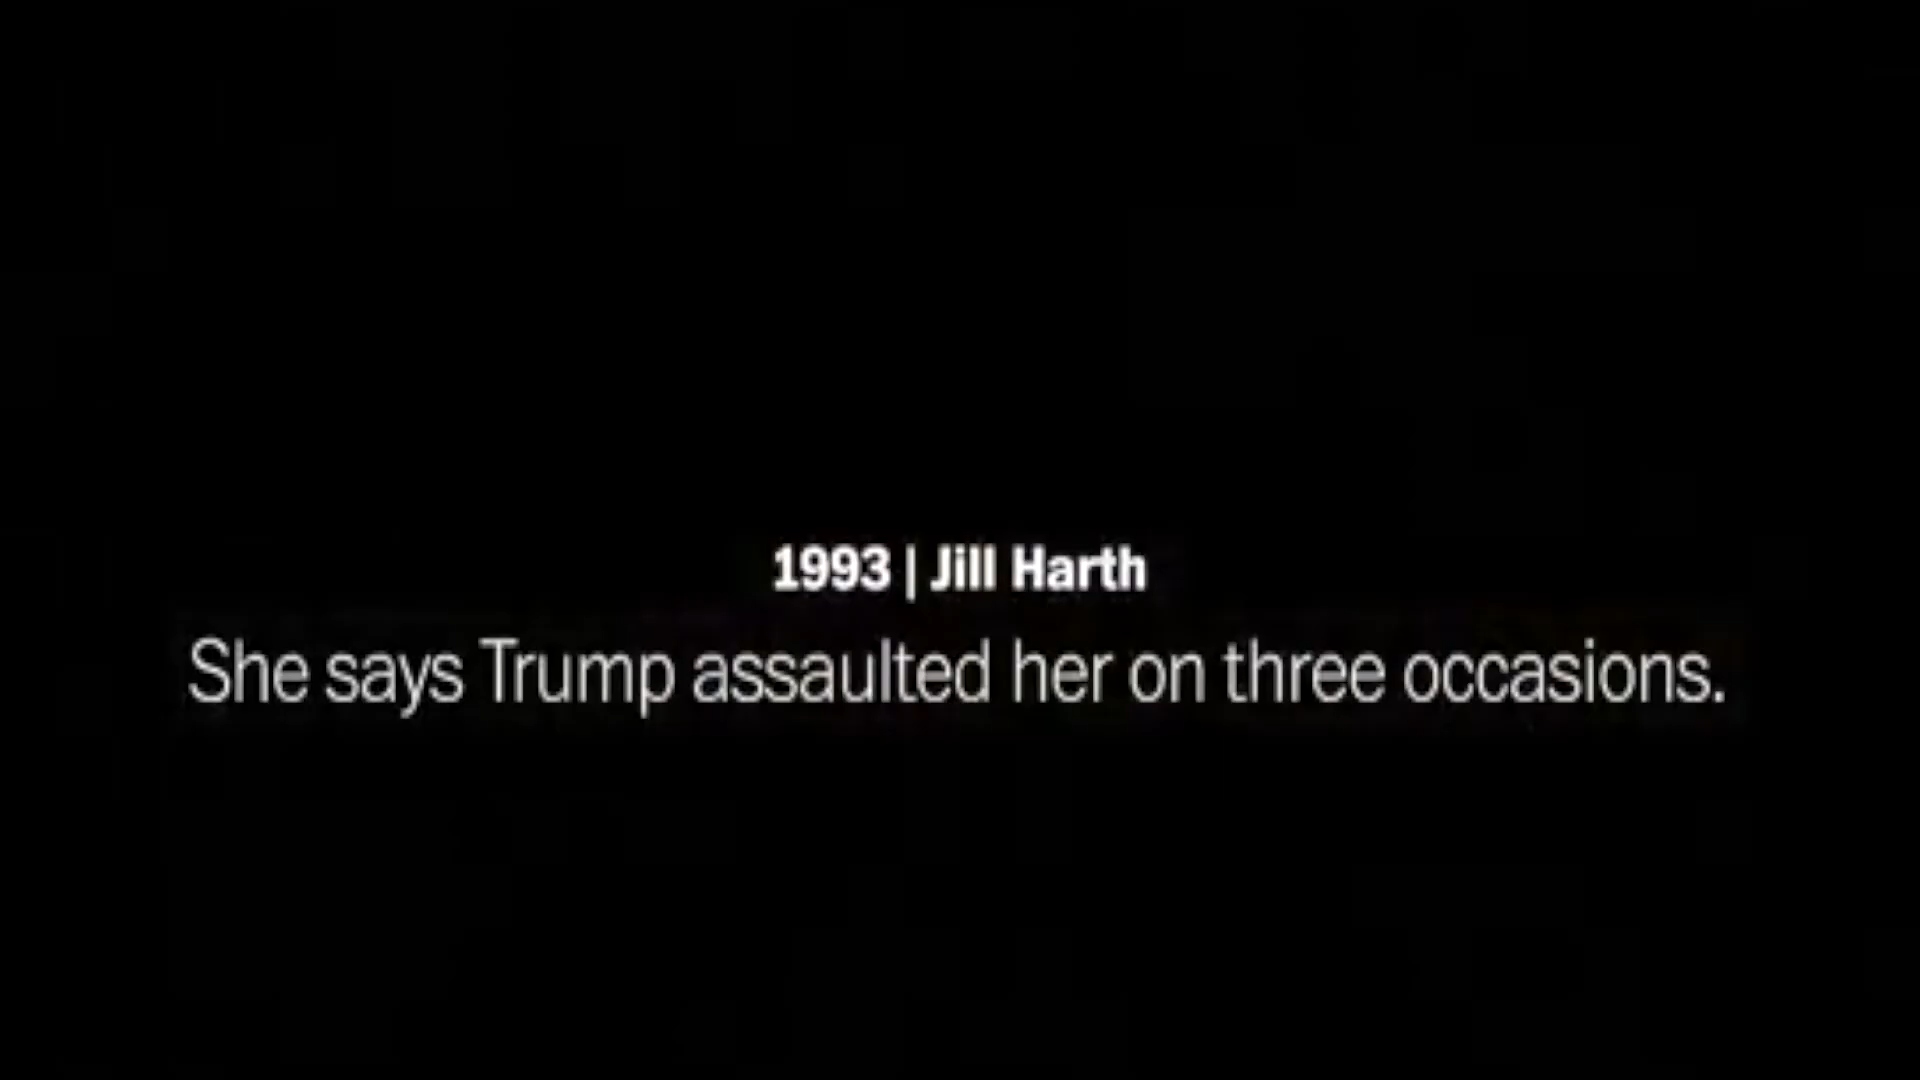 1993 | Jill Harth
She says Trump assaulted her on three occasions.